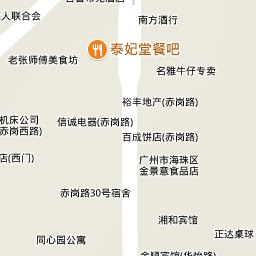 人联合会
南方酒行
泰妃堂餐吧
老张师傅美食坊
名雅牛仔专卖
裕丰地产(赤岗路)
机床公司
(赤岗西路)
信诚电器(赤岗路)
百成饼店(赤岗路)
店(西门)
广州市海珠区
金景意食品店
赤岗路30号宿舍
湘和宾馆
正达桌球
同心园公寓